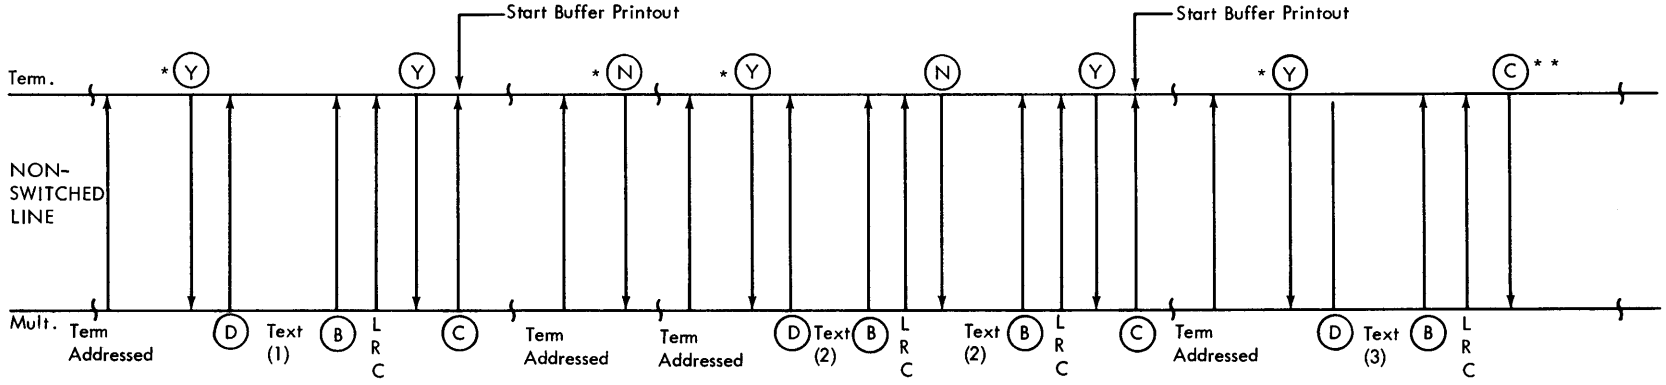 Start Buffer Printout
Start Buffer Printout
Term.
* Y
Y
* N
* Y
N
Y
* Y
C * *
NON-
SWITCHED
LINE
Mult.
Term
Addressed
D
Text
(1)
B
L
R
C
C
Term
Addressed
Term
Addressed
D
Text
(2)
B
L
R
C
Text
(2)
B
L
R
C
C
Term
Addressed
D
Text
(3)
B
L
R
C